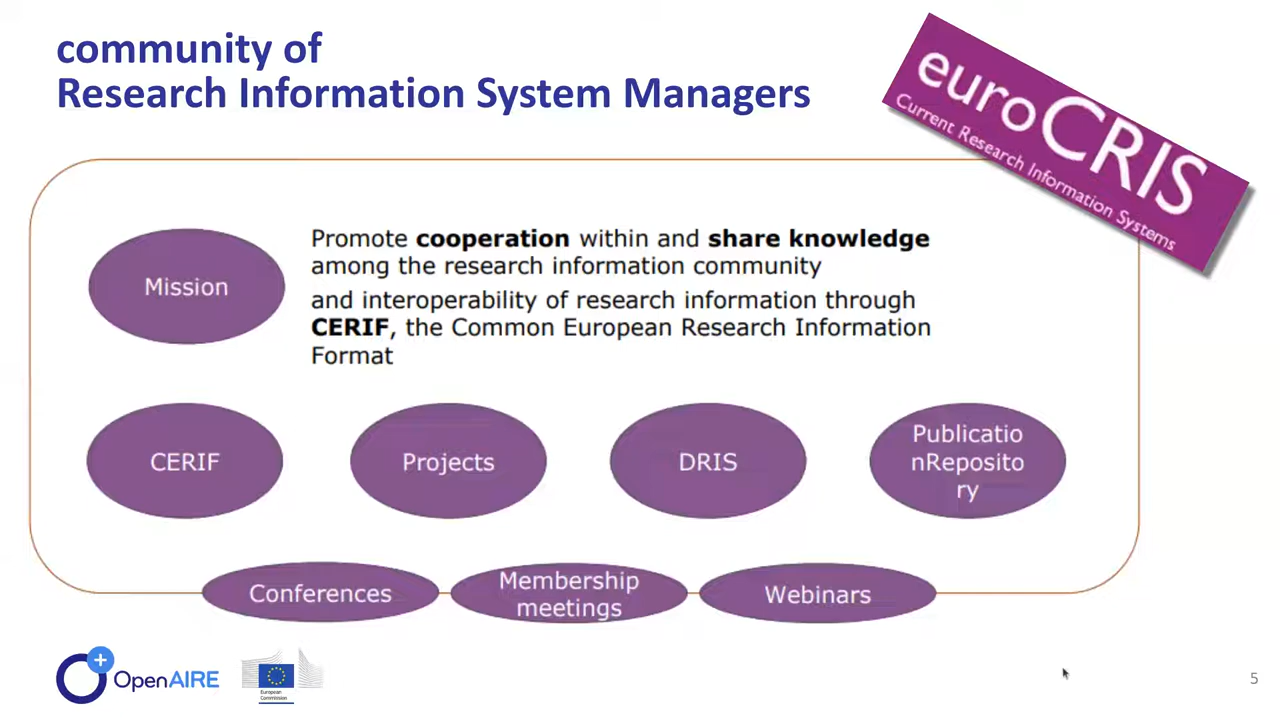 community of
Research Information System Managers
euroCRIS
Current Research Information Systems
Mission
Promote cooperation within and share knowledge
among the research information community
and interoperability of research information through
CERIF, the Common European Research Information
Format
CERIF
Projects
DRIS
Publicatio
nReposito
ry
Conferences
Membership
meetings
Webinars
OpenAIRE
European
Commission
5